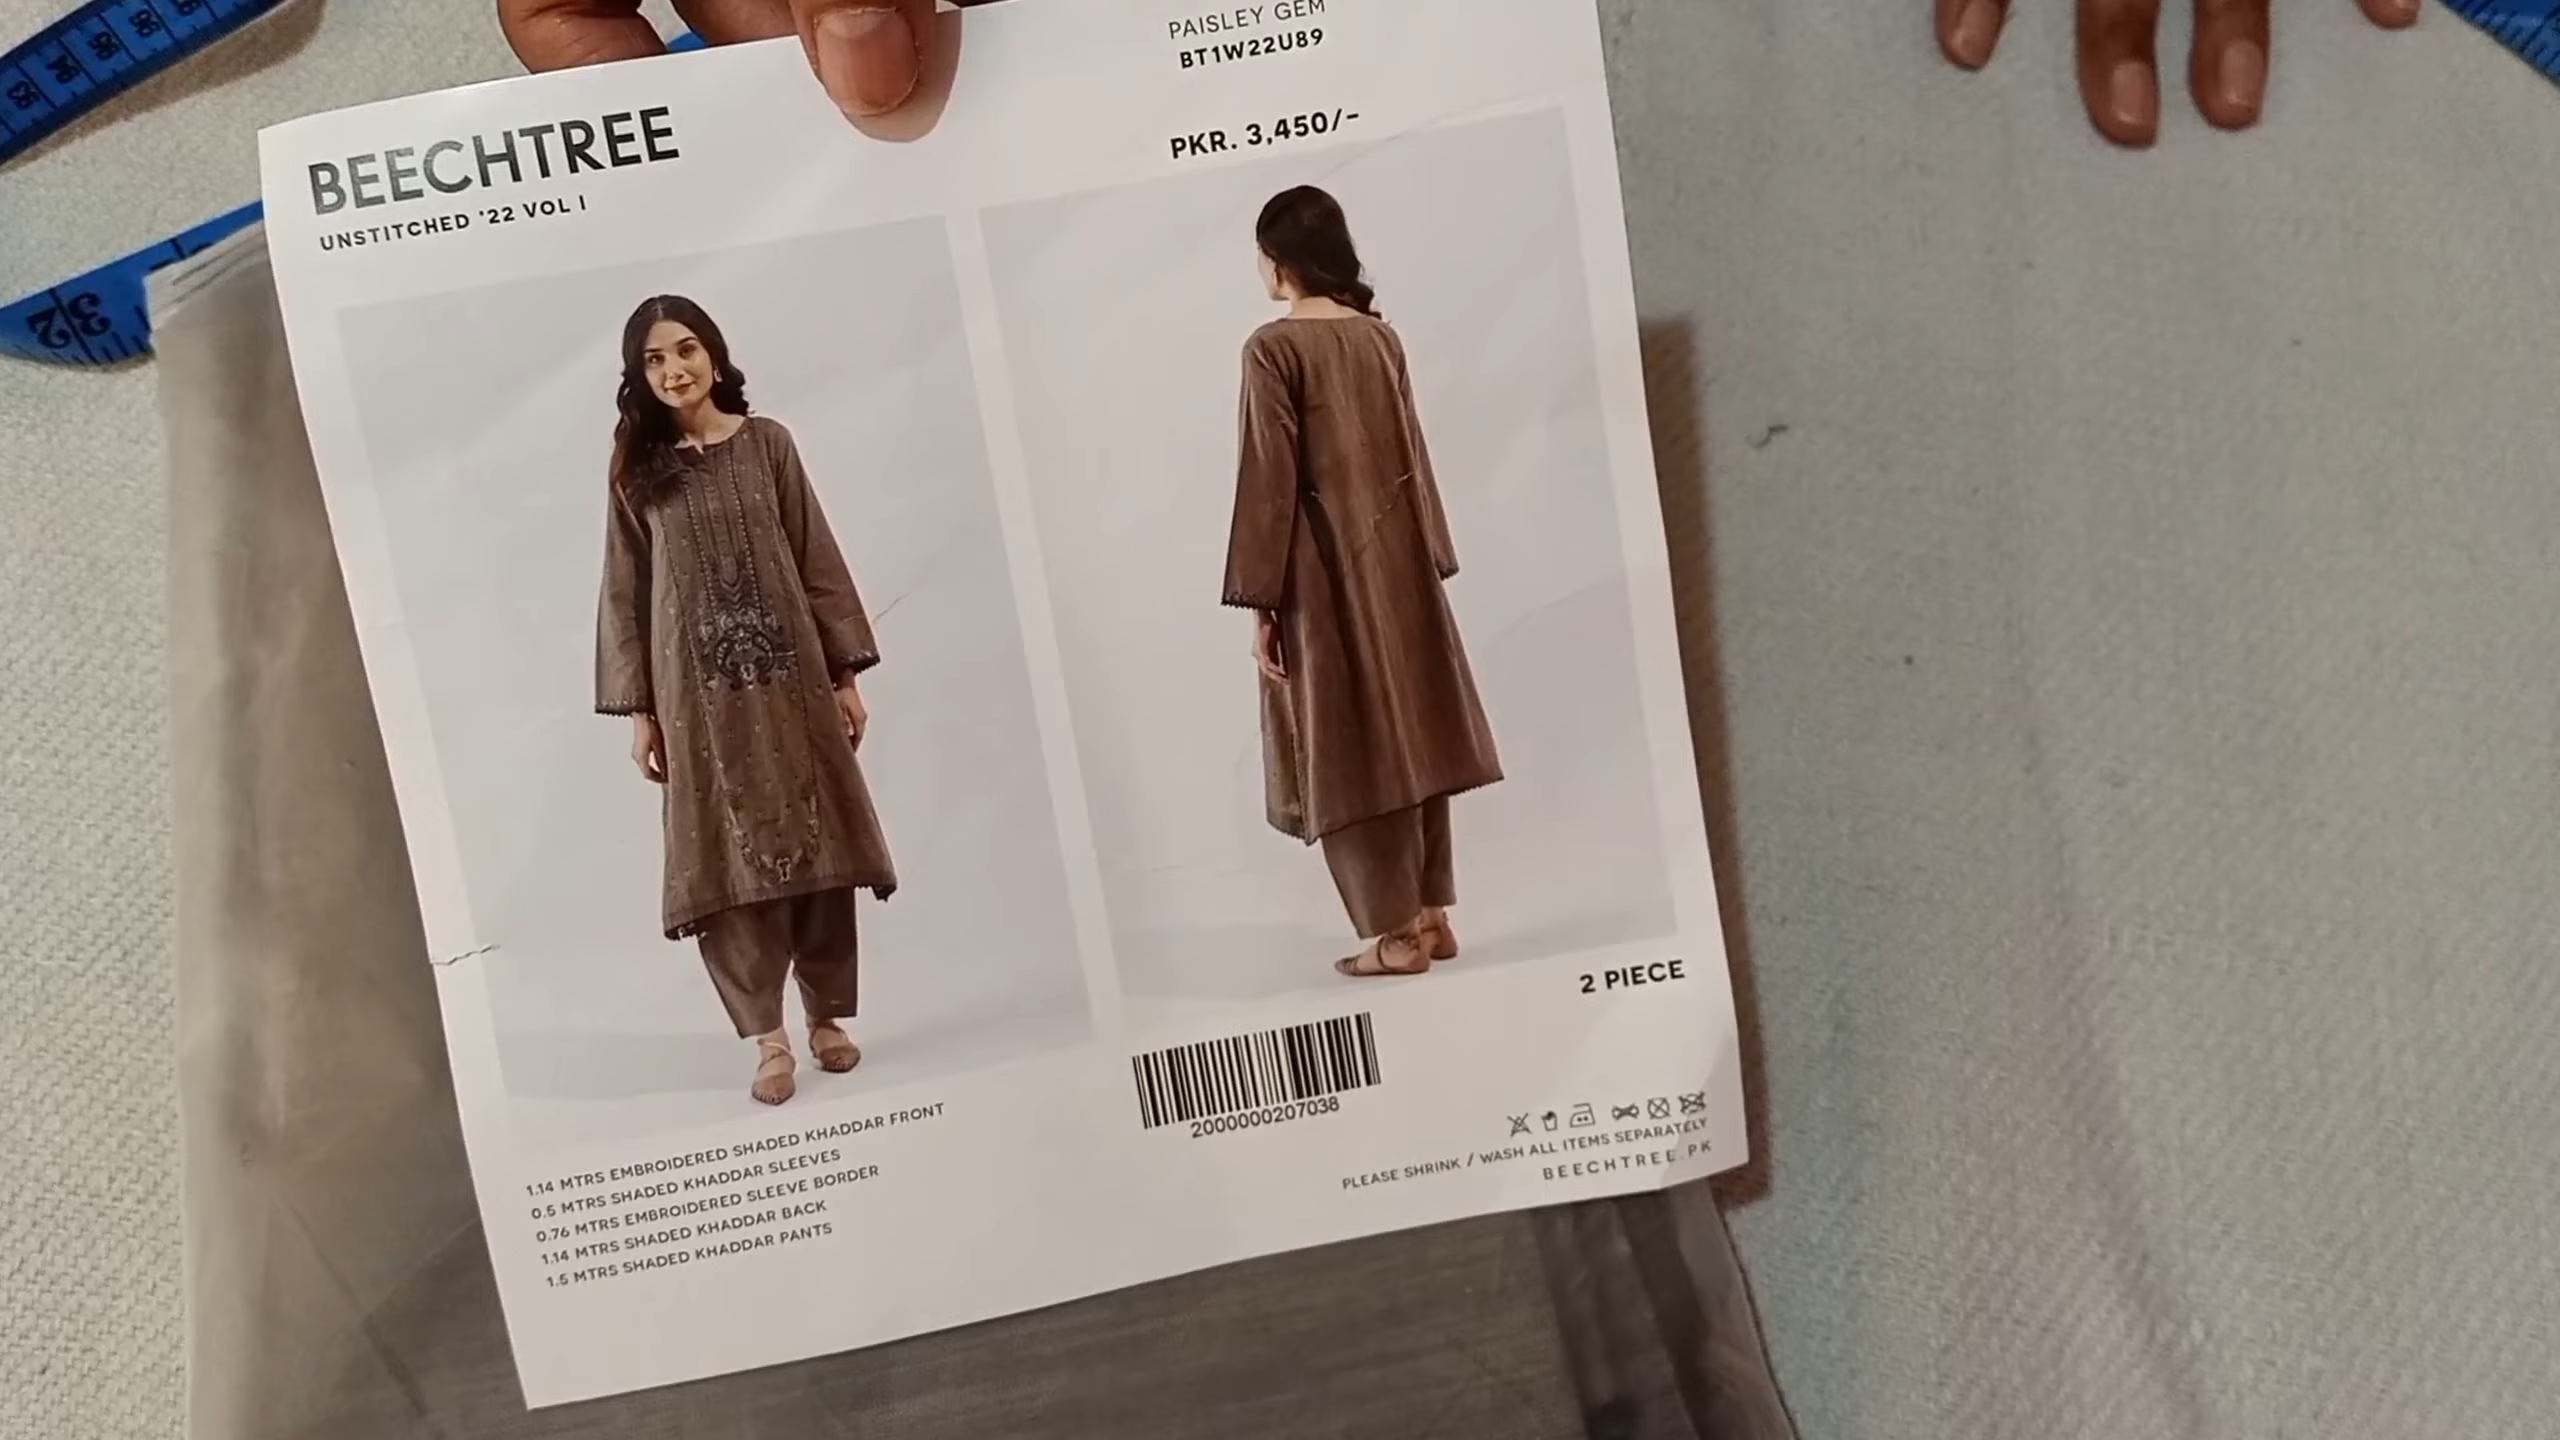 PAISLEY GEM
BT1W22U89
BEECHTREE
UNSTITCHED '22 VOL I
PKR. 3,450/-
2 PIECE
2000000207038
1.14 MTRS EMBROIDERED SHADED KHADDAR FRONT
0.5 MTRS SHADED KHADDAR SLEEVES
0.76 MTRS EMBROIDERED SLEEVE BORDER
1.14 MTRS SHADED KHADDAR BACK
1.5 MTRS SHADED KHADDAR PANTS
PLEASE SHRINK / WASH ALL ITEMS SEPARATELY
BEECHTREE.PK
32